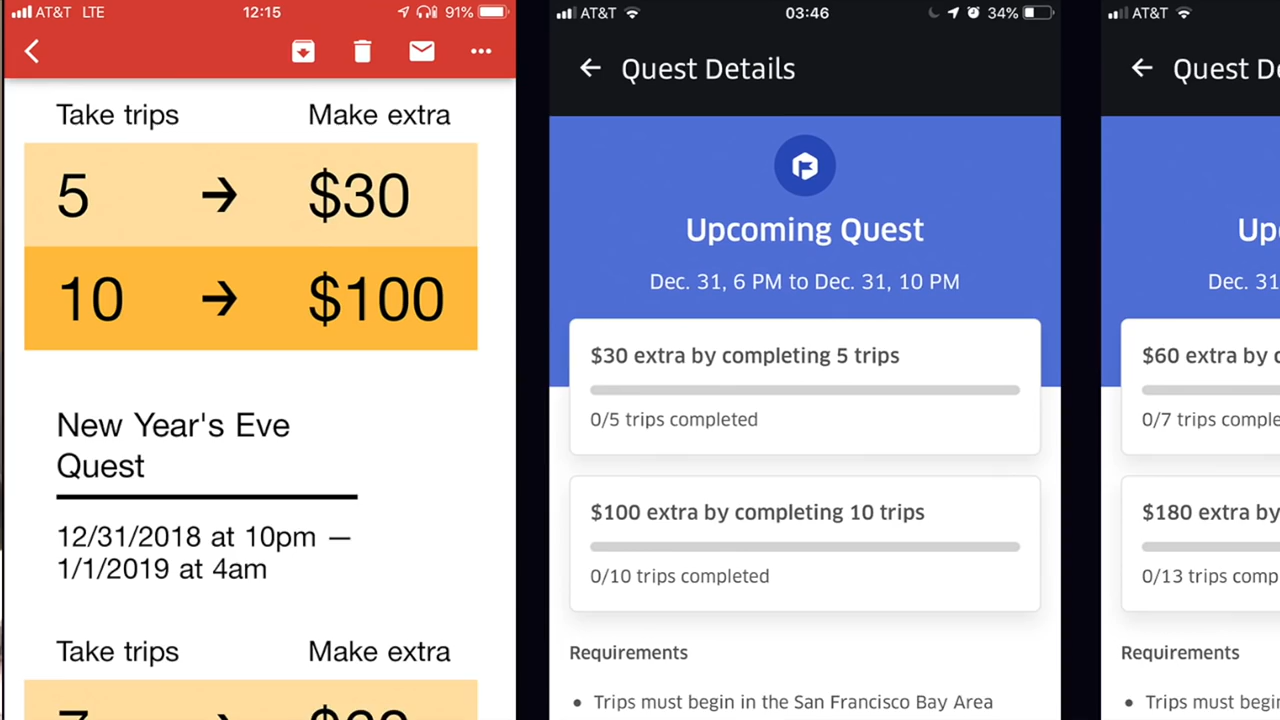 AT&T LTE 12:15 91%
Take trips Make extra
5 → $30
10 → $100
New Year's Eve
Quest
12/31/2018 at 10pm —
1/1/2019 at 4am
Take trips Make extra
AT&T 03:46 34%
Quest Details
Upcoming Quest
Dec. 31, 6 PM to Dec. 31, 10 PM
$30 extra by completing 5 trips
0/5 trips completed
$100 extra by completing 10 trips
0/10 trips completed
Requirements
• Trips must begin in the San Francisco Bay Area
AT&T
Quest
Dec. 31
$60 extra by
0/7 trips
$180 extra by
0/13 trips
Requirements
• Trips must